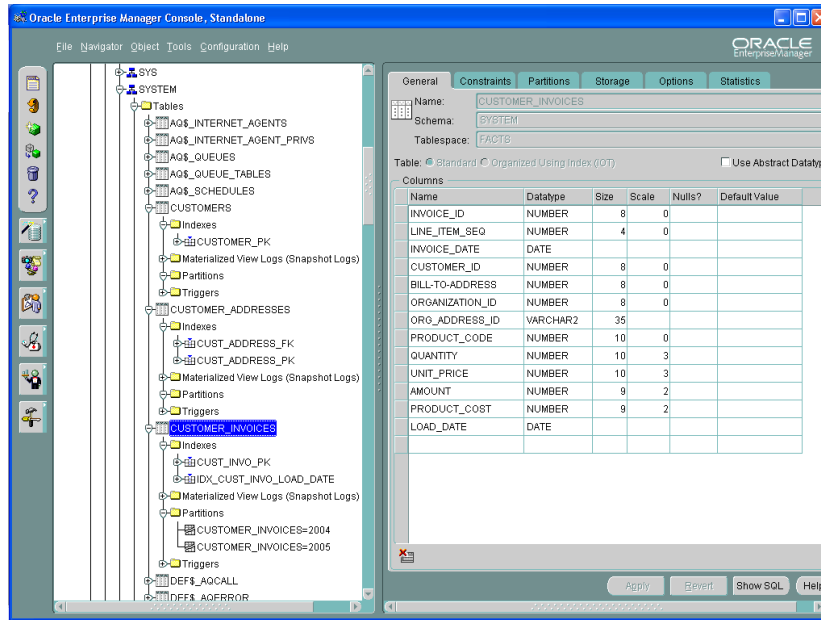 Oracle Enterprise Manager Console, Standalone
File Navigator Object Tools Configuration Help
ORACLE
EnterpriseManager
SYS
SYSTEM
Tables
AQ$_INTERNET_AGENTS
AQ$_INTERNET_AGENT_PRIVS
AQ$_QUEUES
AQ$_QUEUE_TABLES
AQ$_SCHEDULES
CUSTOMERS
Indexes
CUSTOMER_PK
Materialized View Logs (Snapshot Logs)
Partitions
Triggers
CUSTOMER_ADDRESSES
Indexes
CUST_ADDRESS_FK
CUST_ADDRESS_PK
Materialized View Logs (Snapshot Logs)
Partitions
Triggers
CUSTOMER_INVOICES
Indexes
CUST_INVO_PK
IDX_CUST_INVO_LOAD_DATE
Materialized View Logs (Snapshot Logs)
Partitions
CUSTOMER_INVOICES=2004
CUSTOMER_INVOICES=2005
Triggers
DEF$_AQCALL
DEF$_AQERROR
General Constraints Partitions Storage Options Statistics
Name: CUSTOMER_INVOICES
Schema: SYSTEM
Tablespace: FACTS
Table: Standard Organized Using Index (IOT) Use Abstract Datatyp
Columns
Name Datatype Size Scale Nulls? Default Value
INVOICE_ID NUMBER 8 0
LINE_ITEM_SEQ NUMBER 4 0
INVOICE_DATE DATE
CUSTOMER_ID NUMBER 8 0
BILL-TO-ADDRESS NUMBER 8 0
ORGANIZATION_ID NUMBER 8 0
ORG_ADDRESS_ID VARCHAR2 35
PRODUCT_CODE NUMBER 10 0
QUANTITY NUMBER 10 3
UNIT_PRICE NUMBER 10 3
AMOUNT NUMBER 9 2
PRODUCT_COST NUMBER 9 2
LOAD_DATE DATE
Apply Revert Show SQL Help